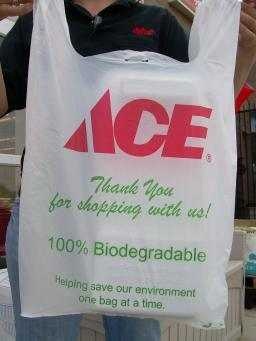 ACE®
Thank You
for shopping with us!
100% Biodegradable
Helping save our environment
one bag at a time.